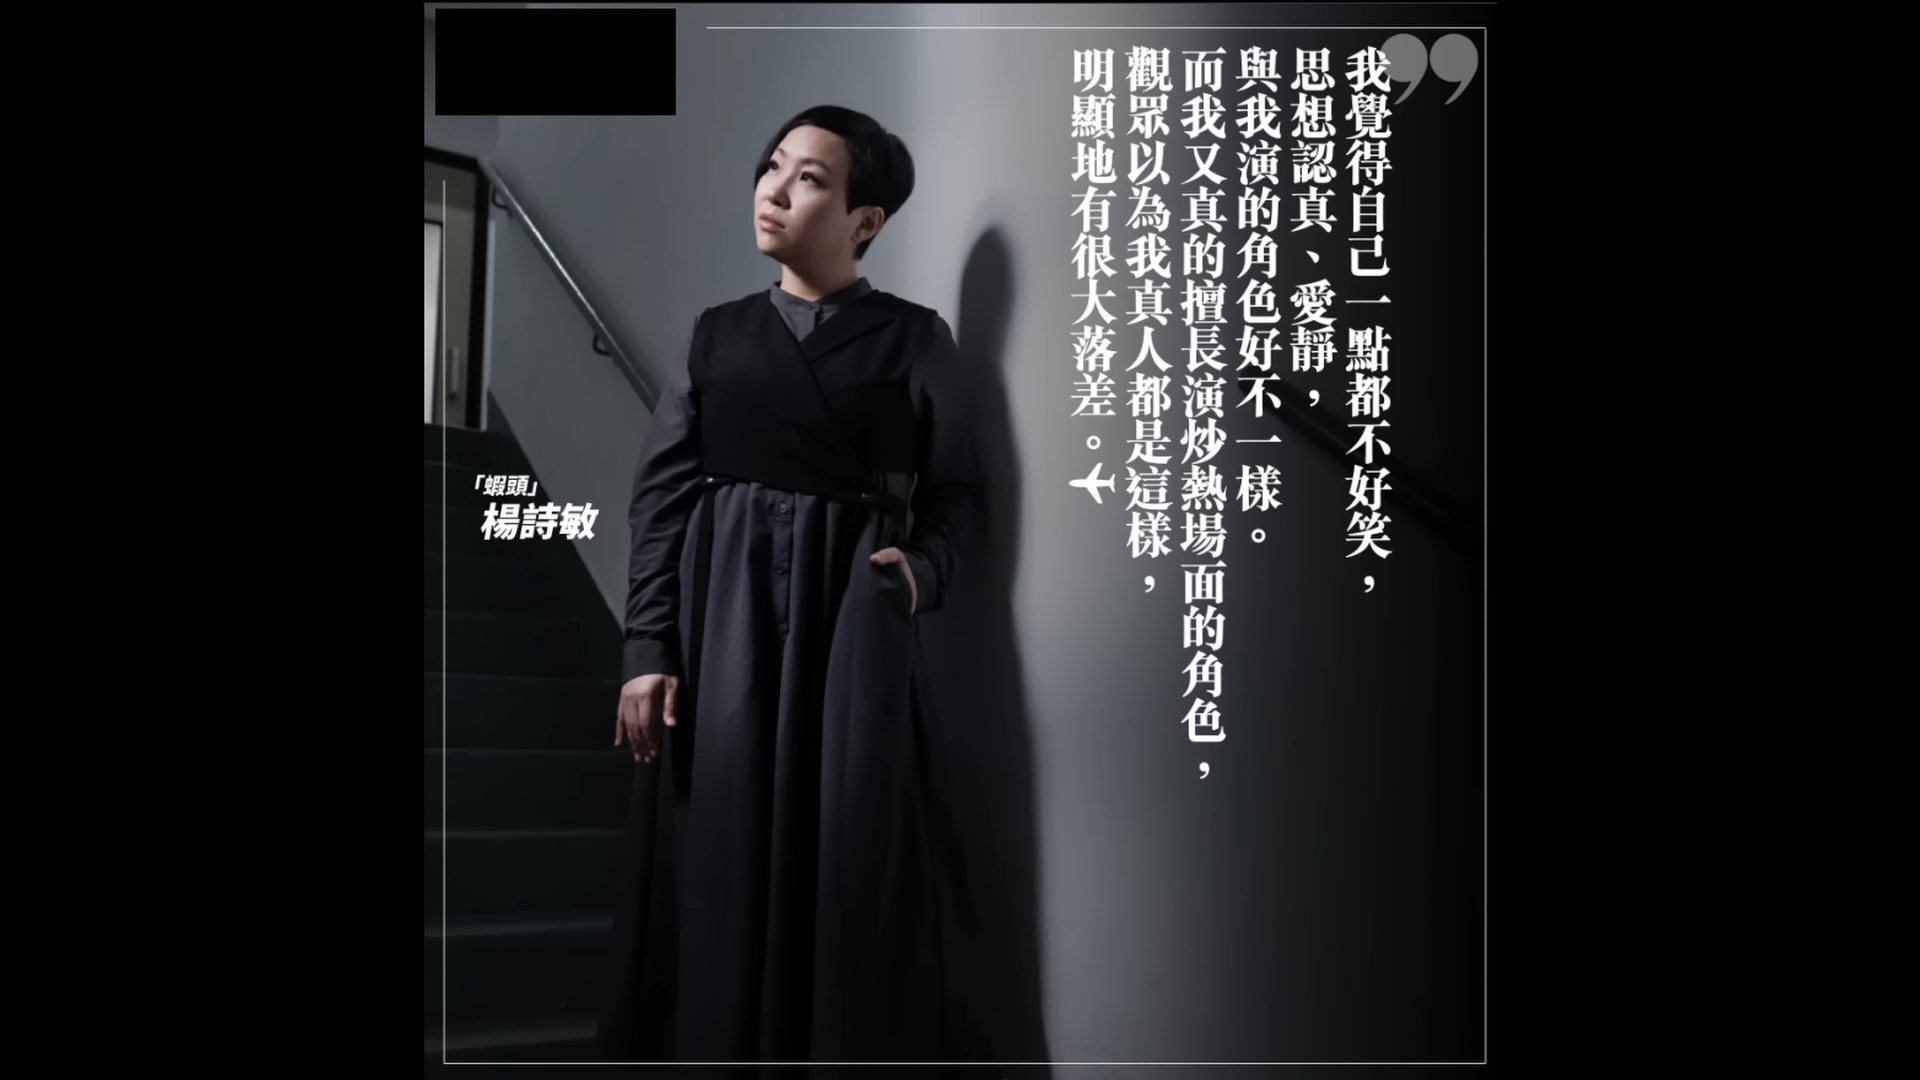 我覺得自己一點都不好笑，
思想認真、愛靜，
與我演的角色好不一樣。
而我又真的擅長演炒熱場面的角色，
觀眾以為我真人都是這樣，
明顯地有很大落差。
「蝦頭」
楊詩敏